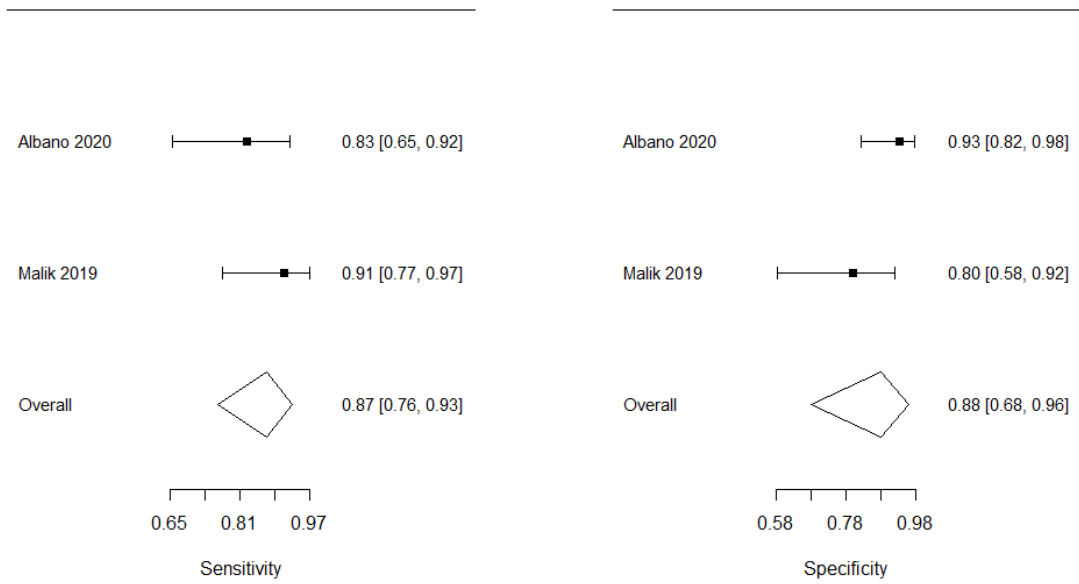 Albano 2020 0.83 [0.65, 0.92]
Malik 2019 0.91 [0.77, 0.97]
Overall 0.87 [0.76, 0.93]
0.65 0.81 0.97
Sensitivity
Albano 2020 0.93 [0.82, 0.98]
Malik 2019 0.80 [0.58, 0.92]
Overall 0.88 [0.68, 0.96]
0.58 0.78 0.98
Specificity